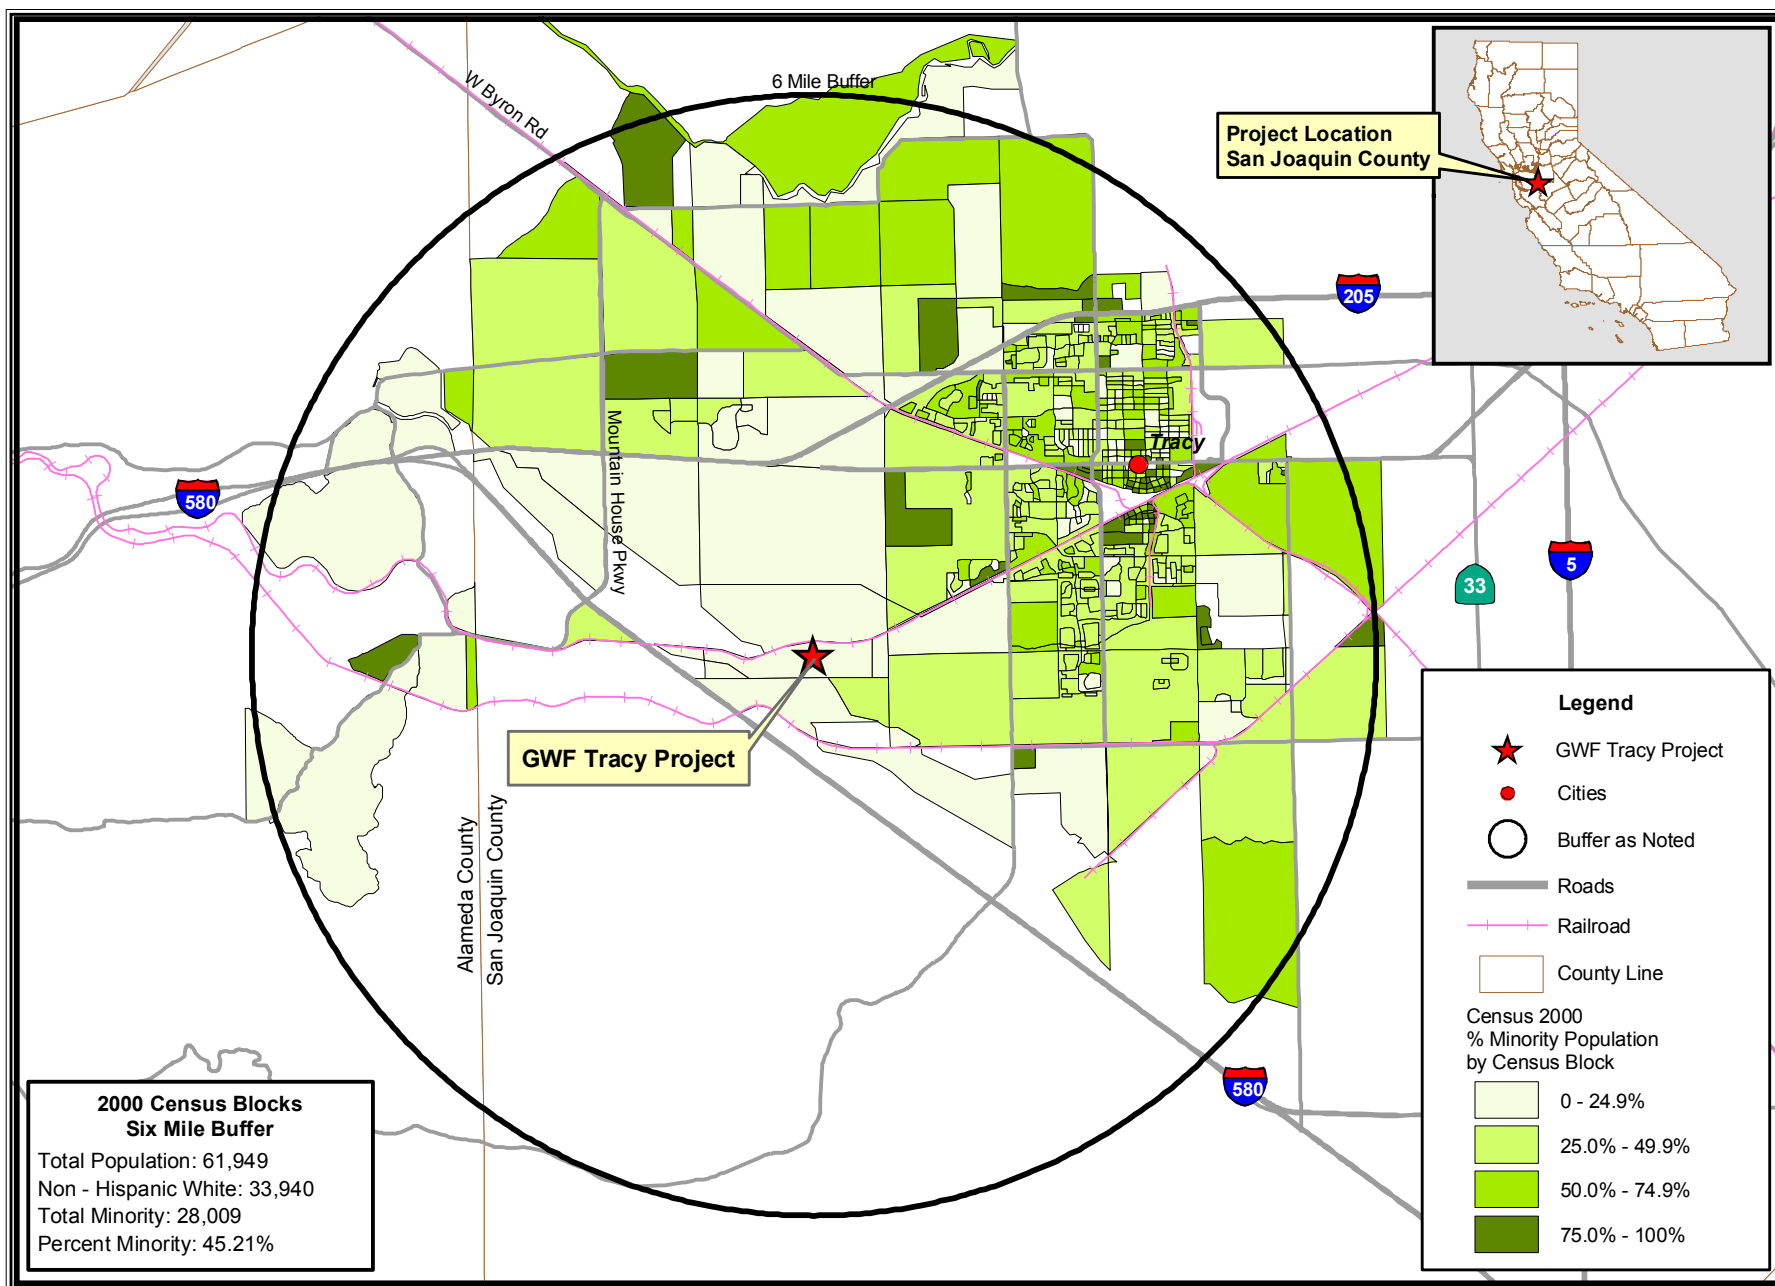 6 Mile Buffer
W Byron Rd
Project Location
San Joaquin County
205
Tracy
Mountain House Pkwy
580
5
33
GWF Tracy Project
Alameda County
San Joaquin County
580
2000 Census Blocks
Six Mile Buffer
Total Population: 61,949
Non - Hispanic White: 33,940
Total Minority: 28,009
Percent Minority: 45.21%
Legend
GWF Tracy Project
Cities
Buffer as Noted
Roads
Railroad
County Line
Census 2000
% Minority Population
by Census Block
0 - 24.9%
25.0% - 49.9%
50.0% - 74.9%
75.0% - 100%